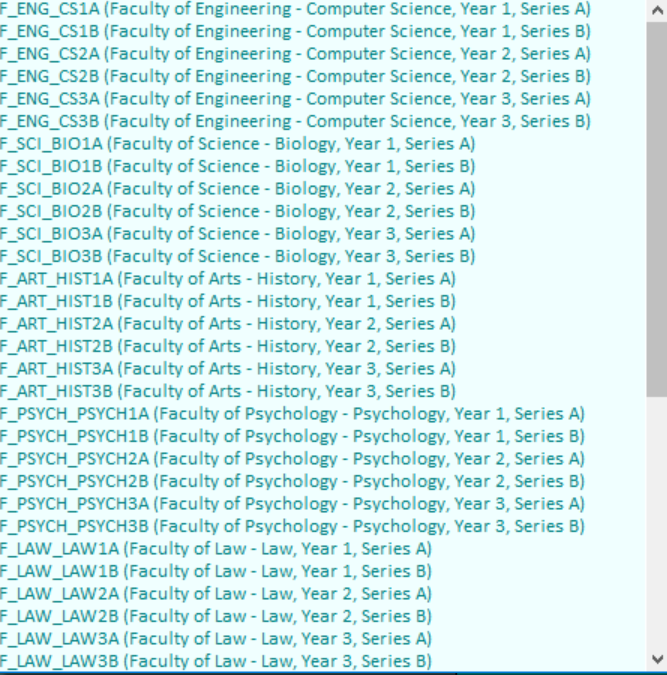 F_ENG_CS1A (Faculty of Engineering - Computer Science, Year 1, Series A)
F_ENG_CS1B (Faculty of Engineering - Computer Science, Year 1, Series B)
F_ENG_CS2A (Faculty of Engineering - Computer Science, Year 2, Series A)
F_ENG_CS2B (Faculty of Engineering - Computer Science, Year 2, Series B)
F_ENG_CS3A (Faculty of Engineering - Computer Science, Year 3, Series A)
F_ENG_CS3B (Faculty of Engineering - Computer Science, Year 3, Series B)
F_SCI_BIO1A (Faculty of Science - Biology, Year 1, Series A)
F_SCI_BIO1B (Faculty of Science - Biology, Year 1, Series B)
F_SCI_BIO2A (Faculty of Science - Biology, Year 2, Series A)
F_SCI_BIO2B (Faculty of Science - Biology, Year 2, Series B)
F_SCI_BIO3A (Faculty of Science - Biology, Year 3, Series A)
F_SCI_BIO3B (Faculty of Science - Biology, Year 3, Series B)
F_ART_HIST1A (Faculty of Arts - History, Year 1, Series A)
F_ART_HIST1B (Faculty of Arts - History, Year 1, Series B)
F_ART_HIST2A (Faculty of Arts - History, Year 2, Series A)
F_ART_HIST2B (Faculty of Arts - History, Year 2, Series B)
F_ART_HIST3A (Faculty of Arts - History, Year 3, Series A)
F_ART_HIST3B (Faculty of Arts - History, Year 3, Series B)
F_PSYCH_PSYCH1A (Faculty of Psychology - Psychology, Year 1, Series A)
F_PSYCH_PSYCH1B (Faculty of Psychology - Psychology, Year 1, Series B)
F_PSYCH_PSYCH2A (Faculty of Psychology - Psychology, Year 2, Series A)
F_PSYCH_PSYCH2B (Faculty of Psychology - Psychology, Year 2, Series B)
F_PSYCH_PSYCH3A (Faculty of Psychology - Psychology, Year 3, Series A)
F_PSYCH_PSYCH3B (Faculty of Psychology - Psychology, Year 3, Series B)
F_LAW_LAW1A (Faculty of Law - Law, Year 1, Series A)
F_LAW_LAW1B (Faculty of Law - Law, Year 1, Series B)
F_LAW_LAW2A (Faculty of Law - Law, Year 2, Series A)
F_LAW_LAW2B (Faculty of Law - Law, Year 2, Series B)
F_LAW_LAW3A (Faculty of Law - Law, Year 3, Series A)
F_LAW_LAW3B (Faculty of Law - Law, Year 3, Series B)